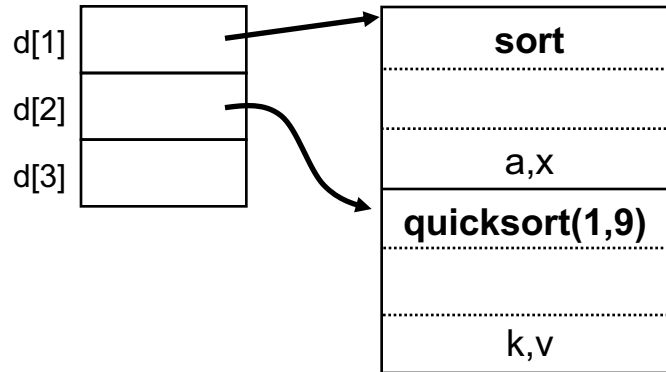 d[1]
d[2]
d[3]
sort
a,x
quicksort(1,9)
k,v